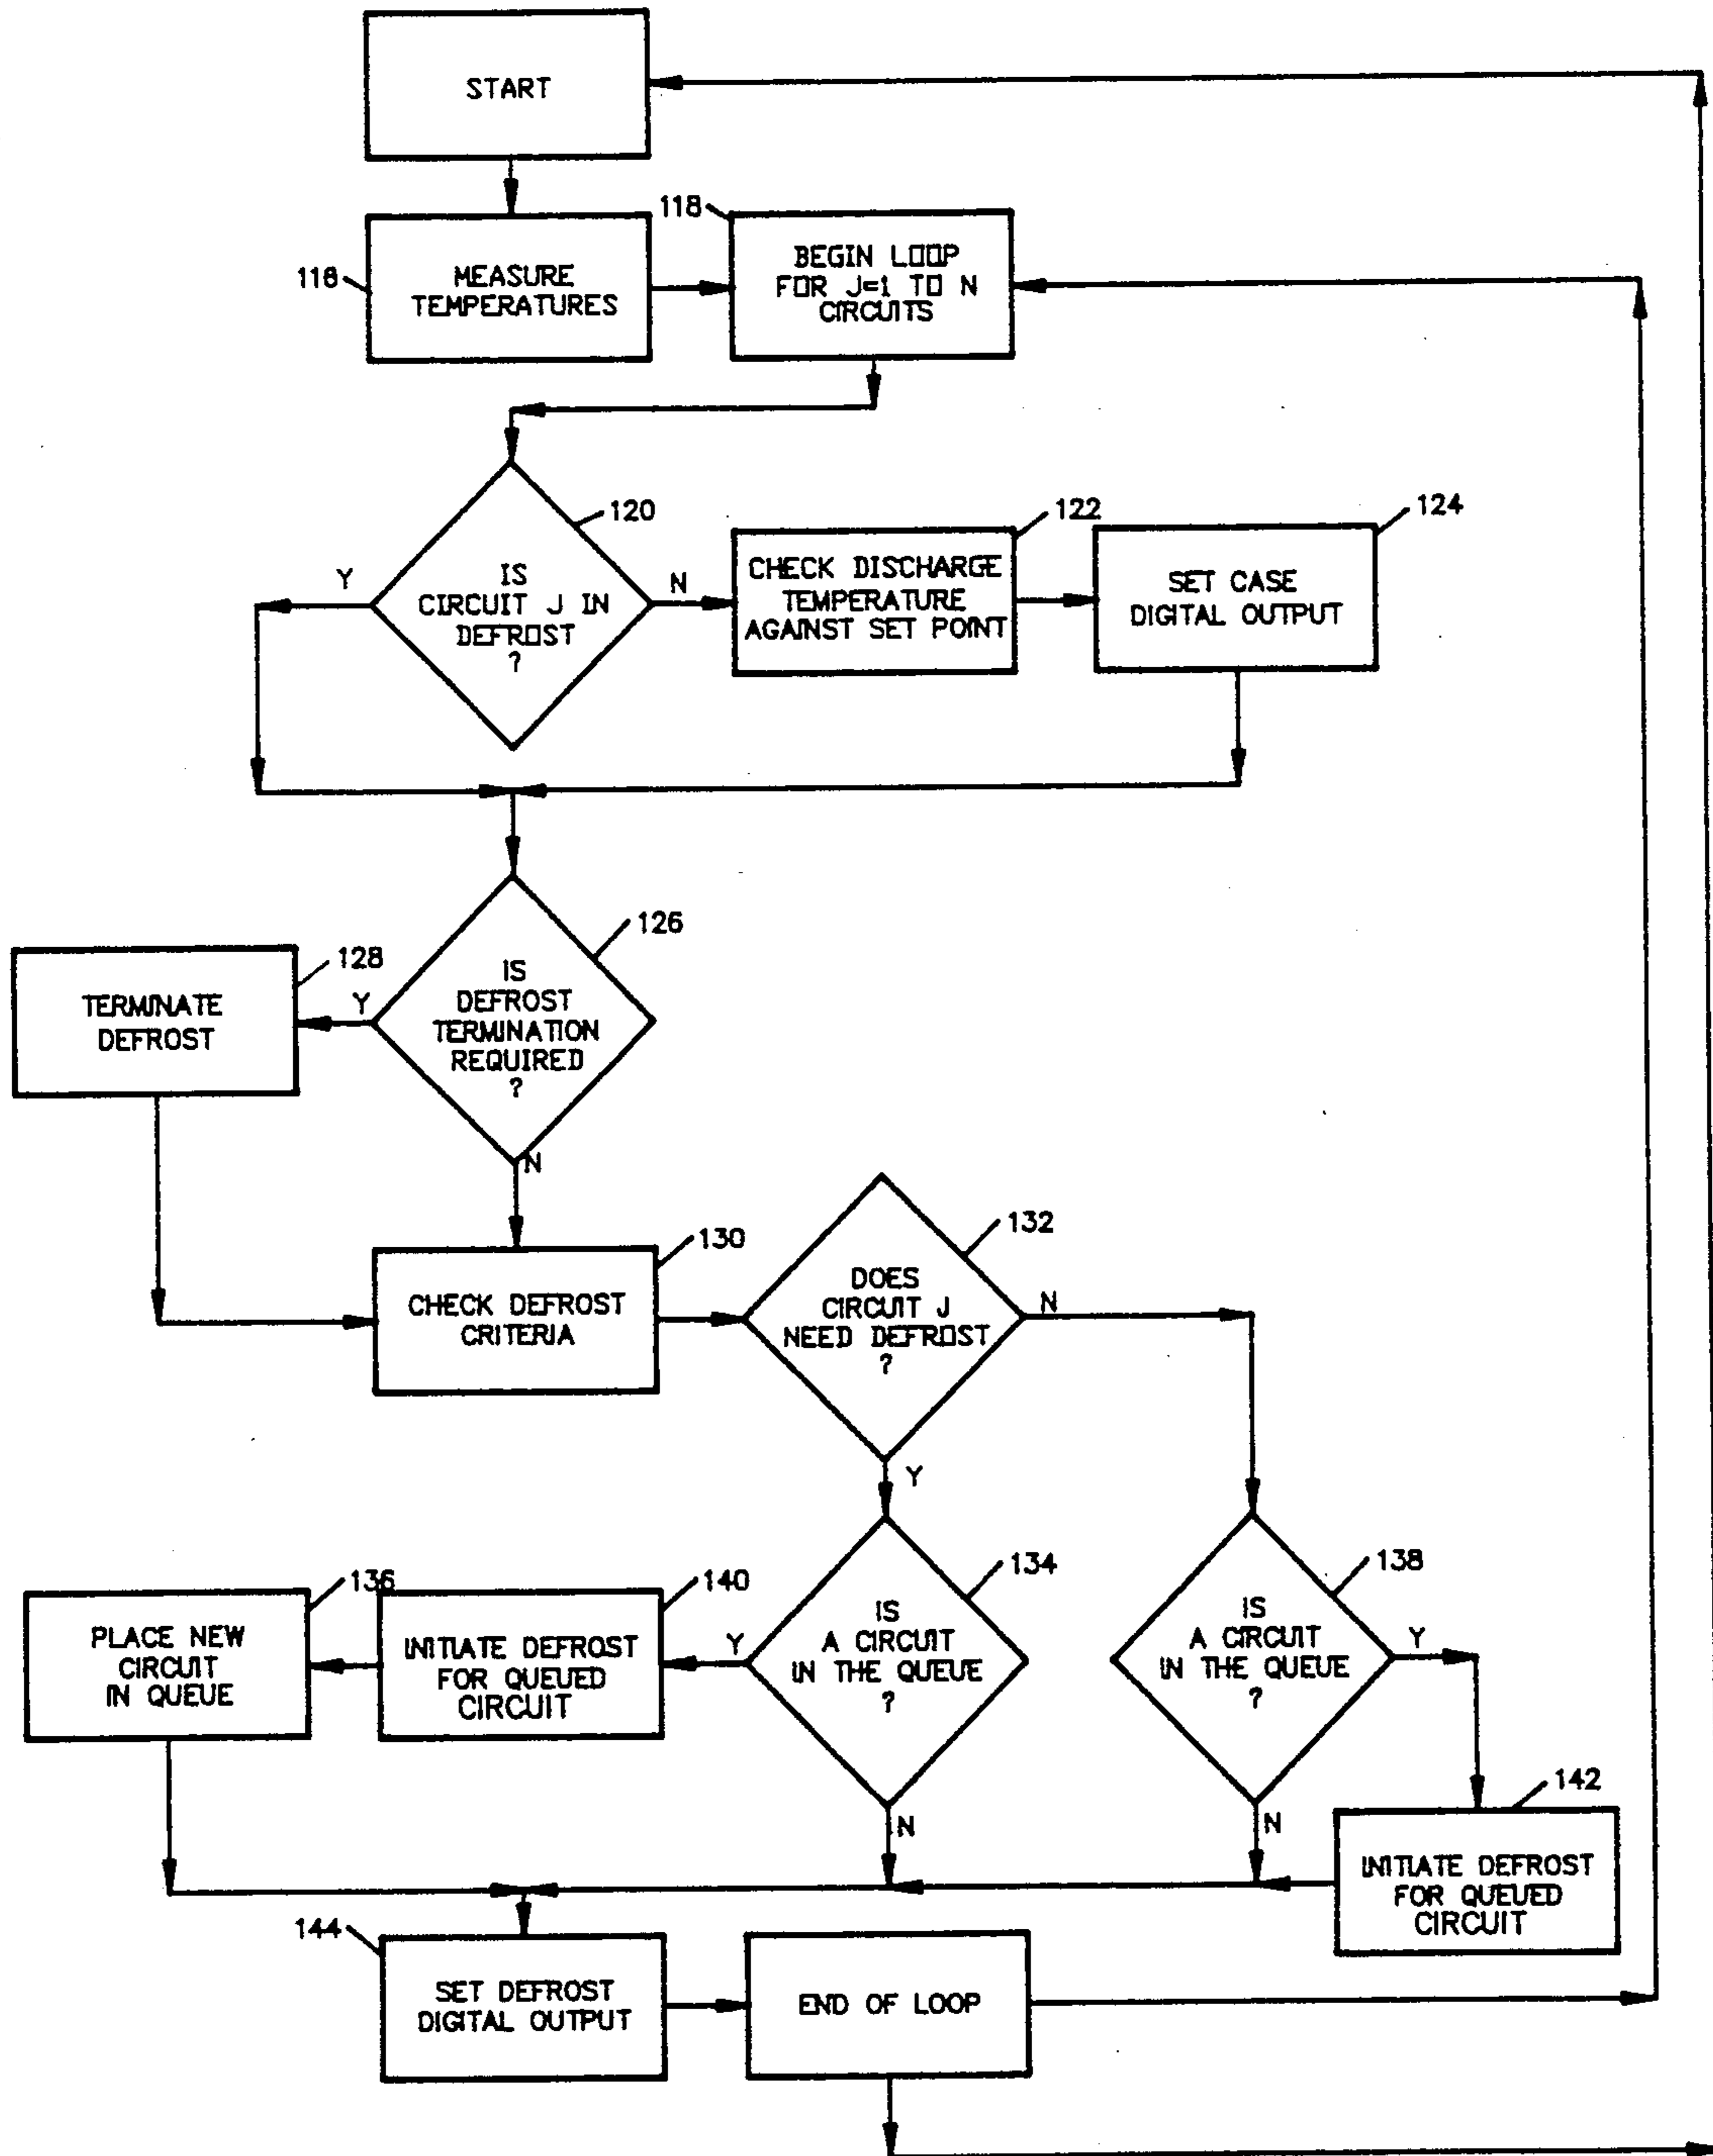 START
118
MEASURE
TEMPERATURES
118
BEGIN LOOP
FOR J=1 TO N
CIRCUITS
120
IS
CIRCUIT J IN
DEFROST
?
Y
N
122
CHECK DISCHARGE
TEMPERATURE
AGAINST SET POINT
124
SET CASE
DIGITAL OUTPUT
126
IS
DEFROST
TERMINATION
REQUIRED
?
Y
N
128
TERMINATE
DEFROST
130
CHECK DEFROST
CRITERIA
132
DOES
CIRCUIT J
NEED DEFROST
?
N
Y
134
IS
A CIRCUIT
IN THE QUEUE
?
Y
N
138
IS
A CIRCUIT
IN THE QUEUE
?
Y
N
140
INITIATE DEFROST
FOR QUEUED
CIRCUIT
136
PLACE NEW
CIRCUIT
IN QUEUE
142
INITIATE DEFROST
FOR QUEUED
CIRCUIT
144
SET DEFROST
DIGITAL OUTPUT
END OF LOOP